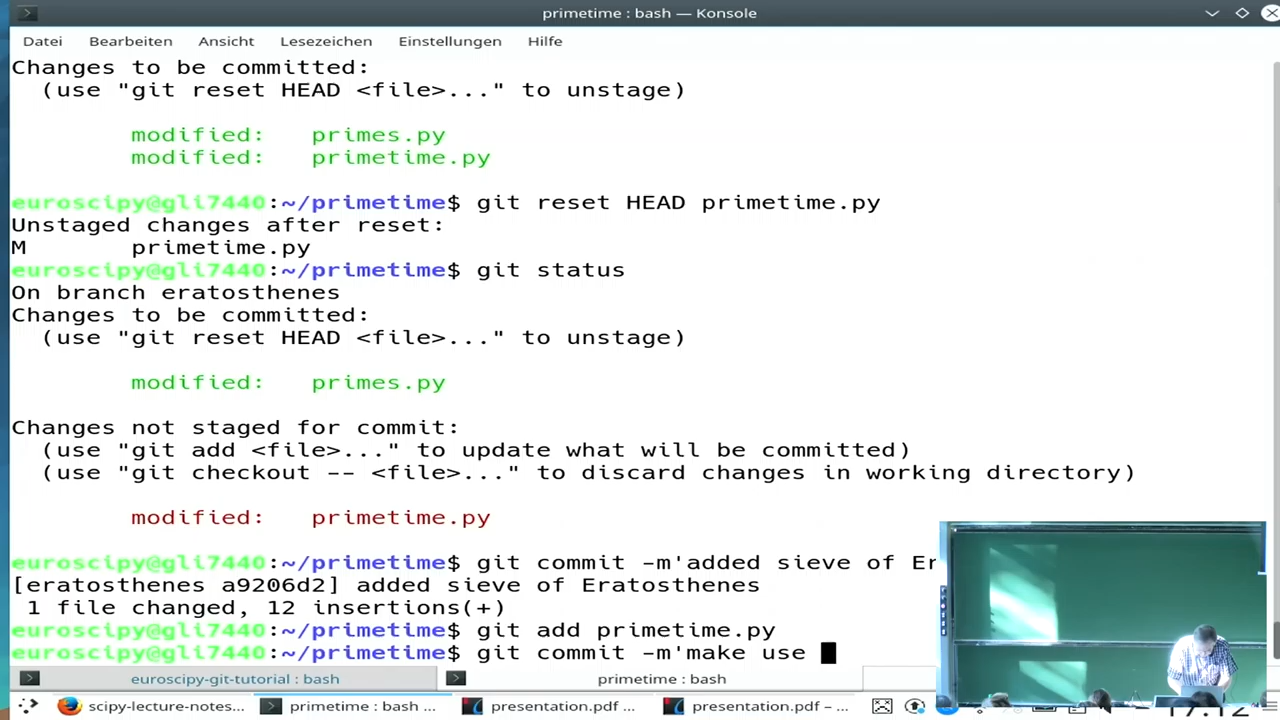 primetime : bash — Konsole
Datei Bearbeiten Ansicht Lesezeichen Einstellungen Hilfe
Changes to be committed:
(use "git reset HEAD <file>..." to unstage)
modified: primes.py
modified: primetime.py
euroscipy@gli7440:~/primetime$ git reset HEAD primetime.py
Unstaged changes after reset:
M primetime.py
euroscipy@gli7440:~/primetime$ git status
On branch eratosthenes
Changes to be committed:
(use "git reset HEAD <file>..." to unstage)
modified: primes.py
Changes not staged for commit:
(use "git add <file>..." to update what will be committed)
(use "git checkout -- <file>..." to discard changes in working directory)
modified: primetime.py
euroscipy@gli7440:~/primetime$ git commit -m'added sieve of Er
[eratosthenes a9206d2] added sieve of Eratosthenes
1 file changed, 12 insertions(+)
euroscipy@gli7440:~/primetime$ git add primetime.py
euroscipy@gli7440:~/primetime$ git commit -m'make use
euroscipy-git-tutorial : bash primetime : bash
scipy-lecture-notes... primetime : bash ... presentation.pdf ... presentation.pdf – ...